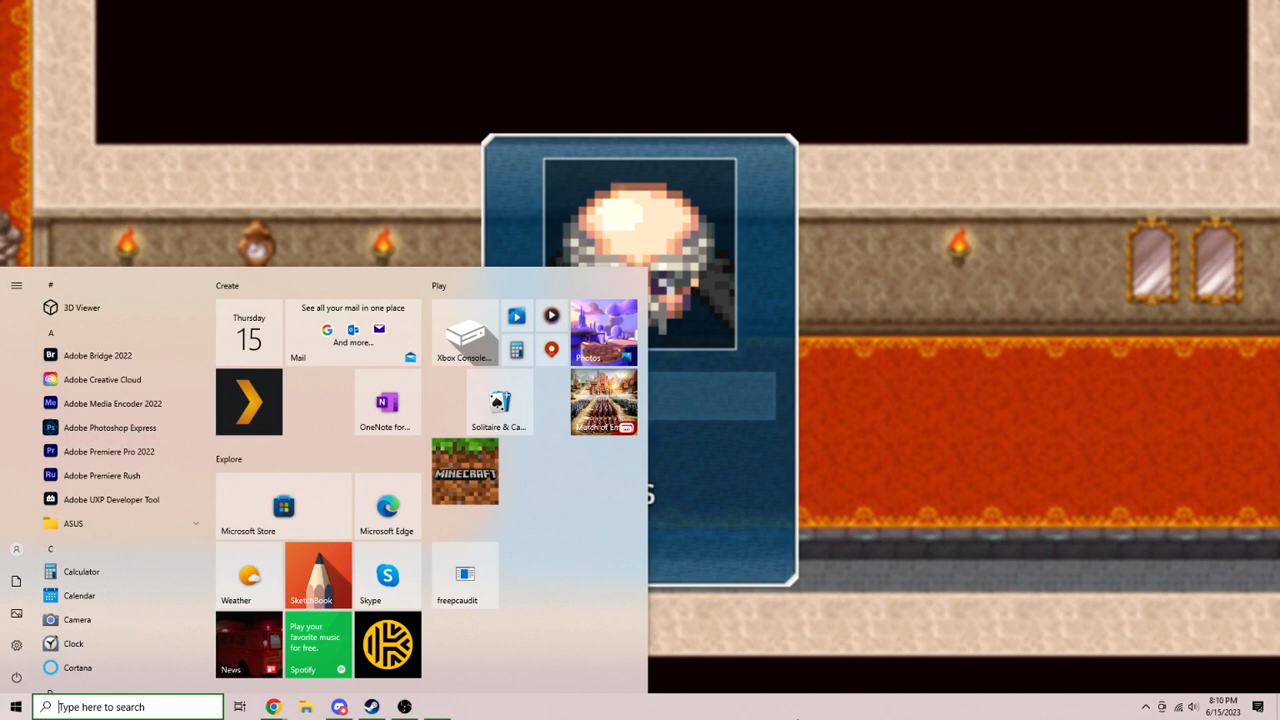 #
3D Viewer
A
Adobe Bridge 2022
Adobe Creative Cloud
Adobe Media Encoder 2022
Adobe Photoshop Express
Adobe Premiere Pro 2022
Adobe Premiere Rush
Adobe UXP Developer Tool
ASUS
C
Calculator
Calendar
Camera
Clock
Cortana
Create
Thursday
15
See all your mail in one place
And more...
Mail
OneNote for...
Explore
Microsoft Store
Microsoft Edge
Weather
SketchBook
Skype
News
Play your
favorite music
for free.
Spotify
Play
Xbox Console...
Photos
Solitaire & Ca...
March of Em
MINECRAFT
freepcaudit
Type here to search
8:10 PM
6/15/2023